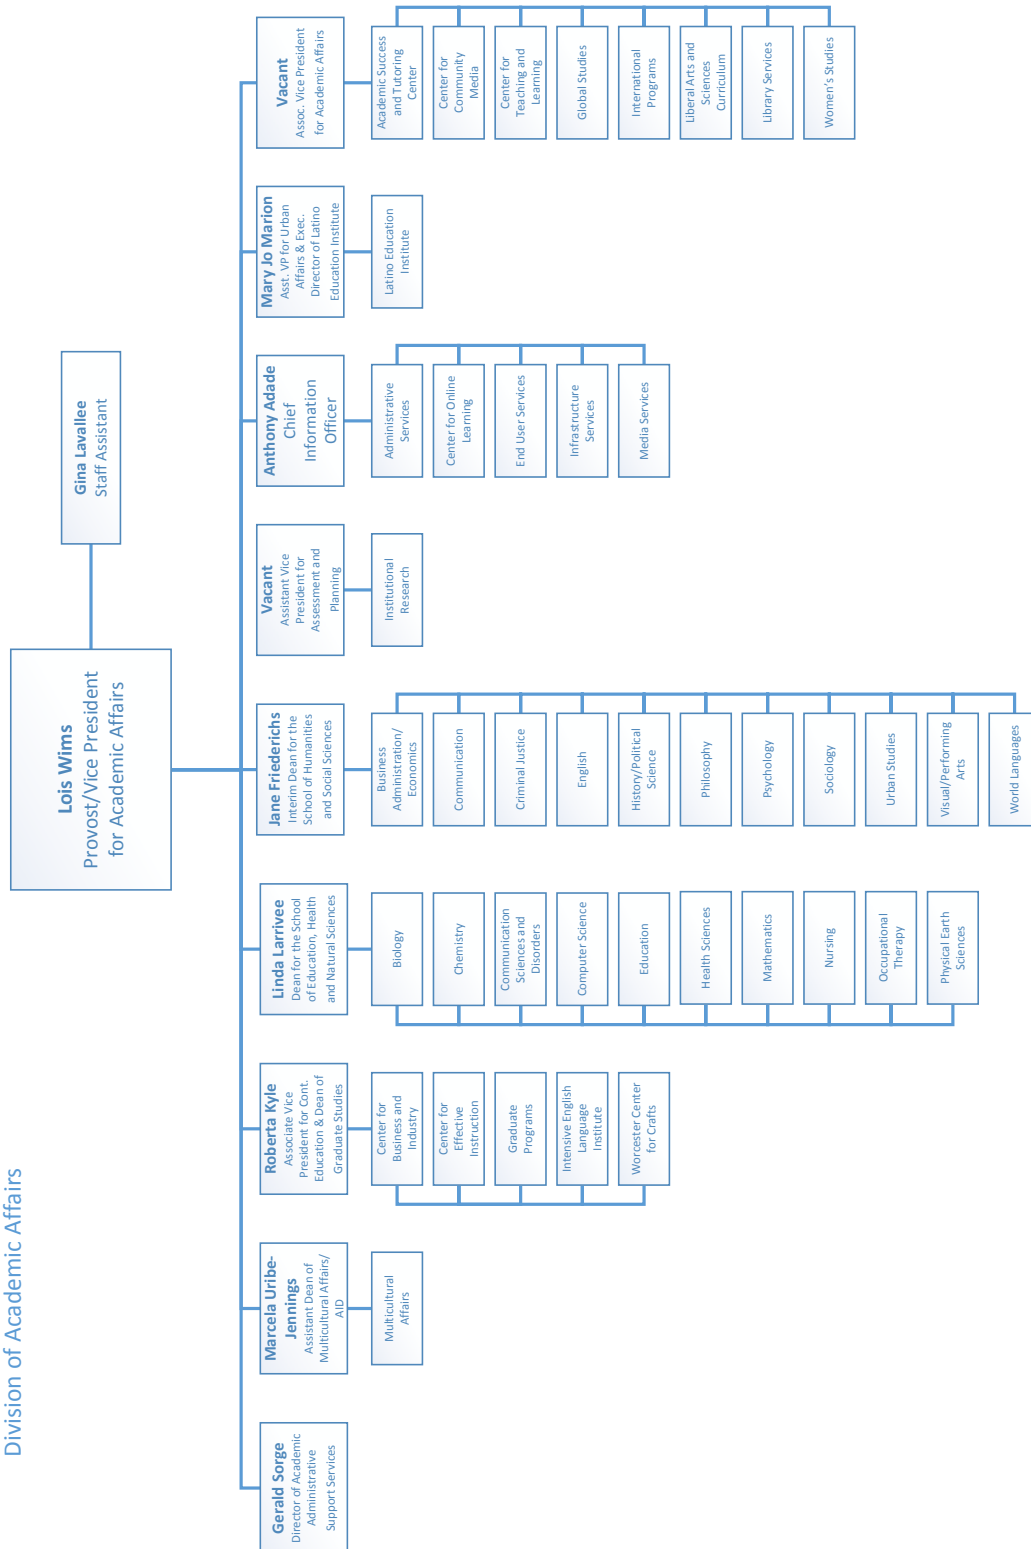 Division of Academic Affairs
Lois Wims
Provost/Vice President
for Academic Affairs
Gina Lavallee
Staff Assistant
Gerald Sorge
Director of Academic
Administrative
Support Services
Marcela Uribe-
Jennings
Assistant Dean of
Multicultural Affairs/
AID
Multicultural
Affairs
Roberta Kyle
Associate Vice
President for Cont.
Education & Dean of
Graduate Studies
Center for
Business and
Industry
Center for
Effective
Instruction
Graduate
Programs
Intensive English
Language
Institute
Worcester Center
for Crafts
Linda Larrivee
Dean for the School
of Education, Health
and Natural Sciences
Biology
Chemistry
Communication
Sciences and
Disorders
Computer Science
Education
Health Sciences
Mathematics
Nursing
Occupational
Therapy
Physical Earth
Sciences
Jane Friederichs
Interim Dean for the
School of Humanities
and Social Sciences
Business
Administration/
Economics
Communication
Criminal Justice
English
History/Political
Science
Philosophy
Psychology
Sociology
Urban Studies
Visual/Performing
Arts
World Languages
Vacant
Assistant Vice
President for
Assessment and
Planning
Institutional
Research
Anthony Adade
Chief
Information
Officer
Administrative
Services
Center for Online
Learning
End User Services
Infrastructure
Services
Media Services
Mary Jo Marion
Asst. VP for Urban
Affairs & Exec.
Director of Latino
Education Institute
Latino Education
Institute
Vacant
Assoc. Vice President
for Academic Affairs
Academic Success
and Tutoring
Center
Center for
Community
Media
Center for
Teaching and
Learning
Global Studies
International
Programs
Liberal Arts and
Sciences
Curriculum
Library Services
Women's Studies